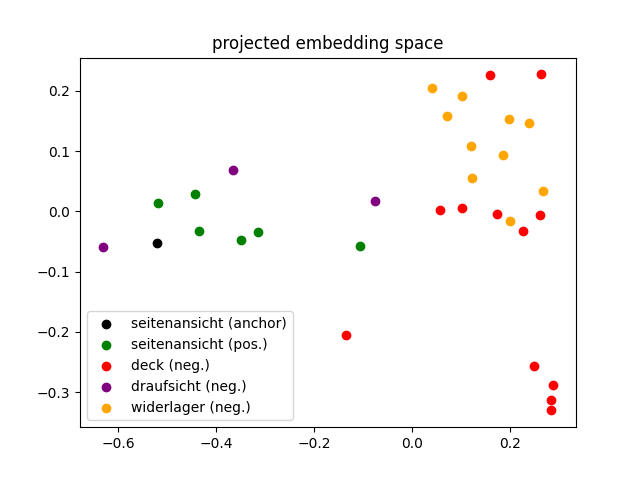 projected embedding space
0.2
0.1
0.0
−0.1
−0.2
−0.3
seitenansicht (anchor)
seitenansicht (pos.)
deck (neg.)
draufsicht (neg.)
widerlager (neg.)
−0.6 −0.4 −0.2 0.0 0.2